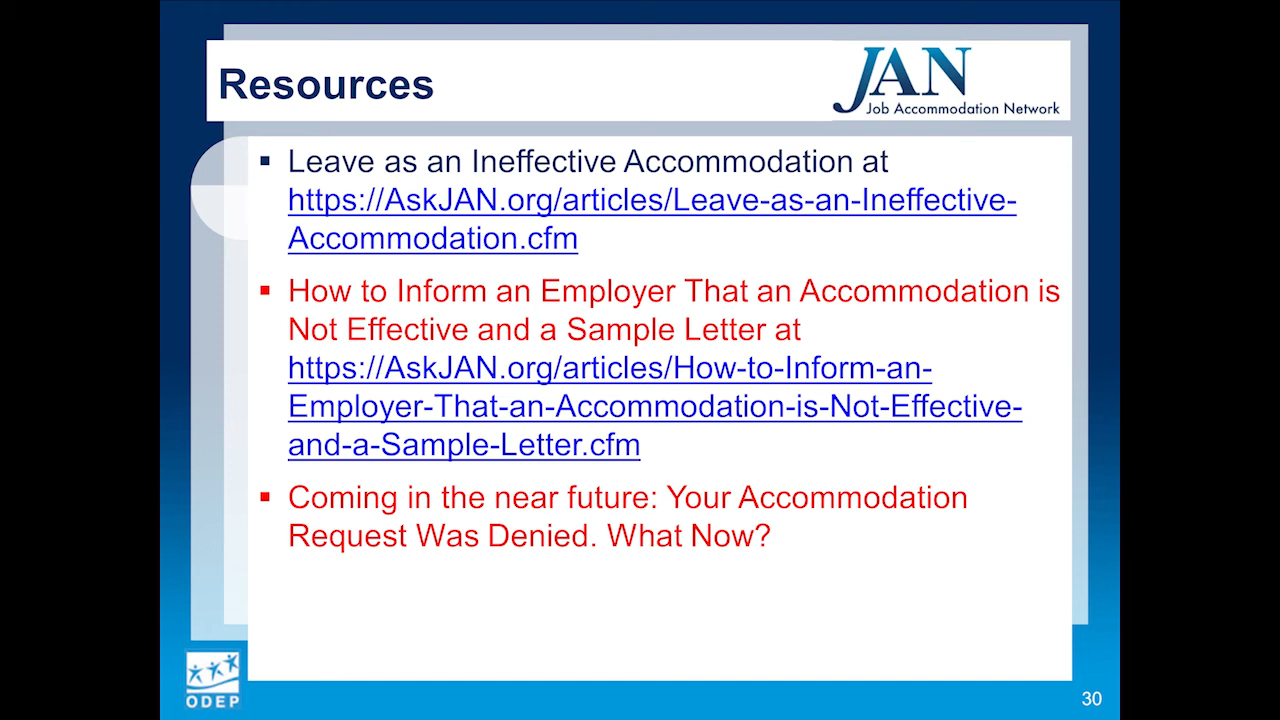 Resources
JAN
Job Accommodation Network
▪ Leave as an Ineffective Accommodation at
https://AskJAN.org/articles/Leave-as-an-Ineffective-
Accommodation.cfm
▪ How to Inform an Employer That an Accommodation is
Not Effective and a Sample Letter at
https://AskJAN.org/articles/How-to-Inform-an-
Employer-That-an-Accommodation-is-Not-Effective-
and-a-Sample-Letter.cfm
▪ Coming in the near future: Your Accommodation
Request Was Denied. What Now?
ODEP
30